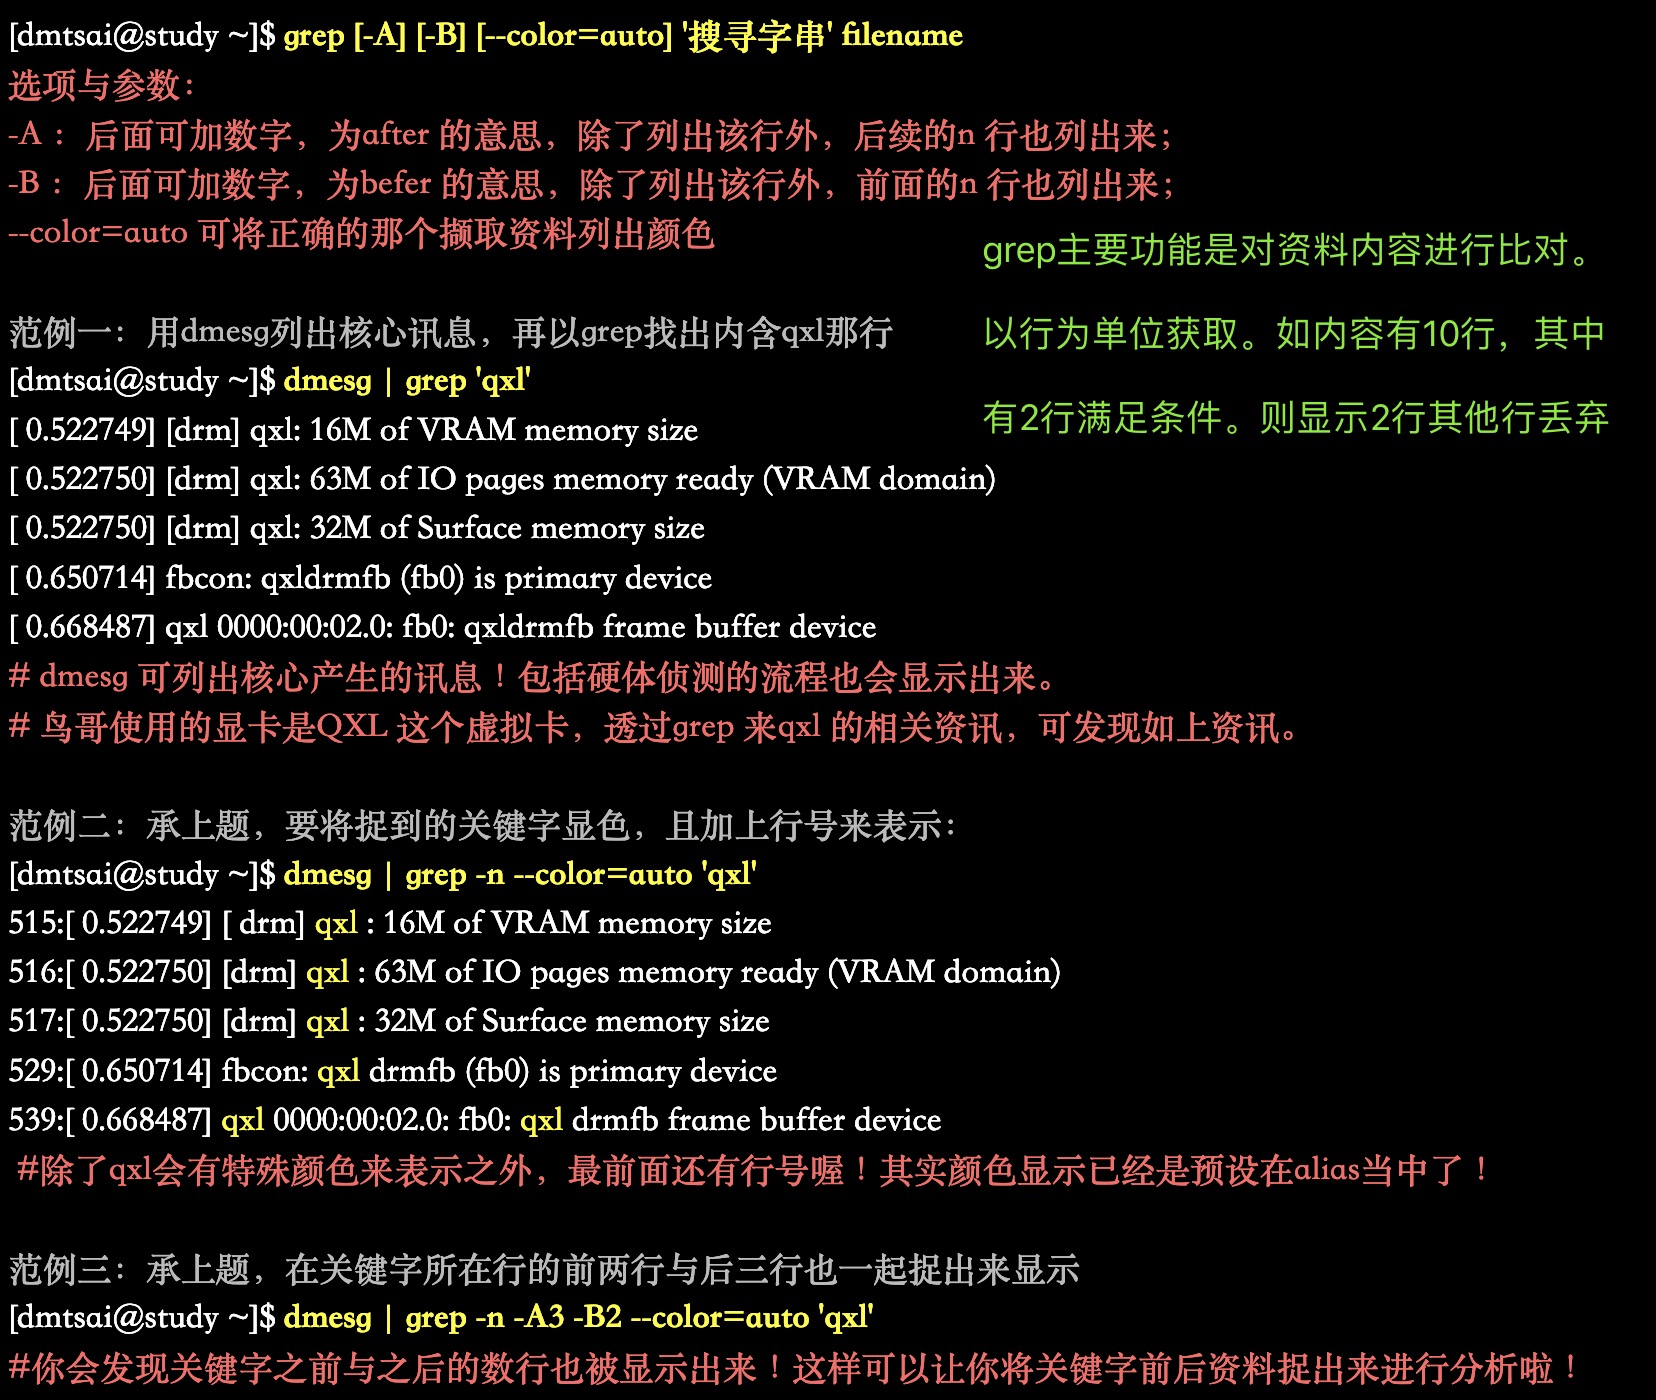 [dmtsai@study ~]$ grep [-A] [-B] [--color=auto] '搜寻字串' filename
选项与参数：
-A ：后面可加数字，为after 的意思，除了列出该行外，后续的n 行也列出来；
-B ：后面可加数字，为befer 的意思，除了列出该行外，前面的n 行也列出来；
--color=auto 可将正确的那个撷取资料列出颜色
grep主要功能是对资料内容进行比对。
以行为单位获取。如内容有10行，其中
有2行满足条件。则显示2行其他行丢弃
范例一：用dmesg列出核心讯息，再以grep找出内含qxl那行
[dmtsai@study ~]$ dmesg | grep 'qxl'
[ 0.522749] [drm] qxl: 16M of VRAM memory size
[ 0.522750] [drm] qxl: 63M of IO pages memory ready (VRAM domain)
[ 0.522750] [drm] qxl: 32M of Surface memory size
[ 0.650714] fbcon: qxldrmfb (fb0) is primary device
[ 0.668487] qxl 0000:00:02.0: fb0: qxldrmfb frame buffer device
# dmesg 可列出核心产生的讯息！包括硬体侦测的流程也会显示出来。
# 鸟哥使用的显卡是QXL 这个虚拟卡，透过grep 来qxl 的相关资讯，可发现如上资讯。
范例二：承上题，要将捉到的关键字显色，且加上行号来表示：
[dmtsai@study ~]$ dmesg | grep -n --color=auto 'qxl'
515:[ 0.522749] [ drm] qxl : 16M of VRAM memory size
516:[ 0.522750] [drm] qxl : 63M of IO pages memory ready (VRAM domain)
517:[ 0.522750] [drm] qxl : 32M of Surface memory size
529:[ 0.650714] fbcon: qxl drmfb (fb0) is primary device
539:[ 0.668487] qxl 0000:00:02.0: fb0: qxl drmfb frame buffer device
#除了qxl会有特殊颜色来表示之外，最前面还有行号喔！其实颜色显示已经是预设在alias当中了！
范例三：承上题，在关键字所在行的前两行与后三行也一起捉出来显示
[dmtsai@study ~]$ dmesg | grep -n -A3 -B2 --color=auto 'qxl'
#你会发现关键字之前与之后的数行也被显示出来！这样可以让你将关键字前后资料捉出来进行分析啦！